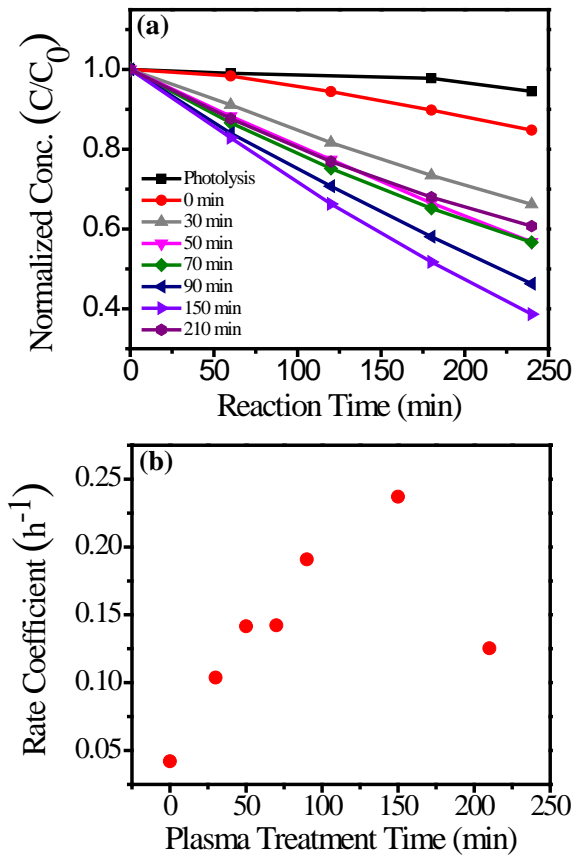 (a)
Normalized Conc. (C/C0)
1.0
0.8
0.6
0.4
Photolysis
0 min
30 min
50 min
70 min
90 min
150 min
210 min
0 50 100 150 200 250
Reaction Time (min)
(b)
Rate Coefficient (h-1)
0.25
0.20
0.15
0.10
0.05
0 50 100 150 200 250
Plasma Treatment Time (min)